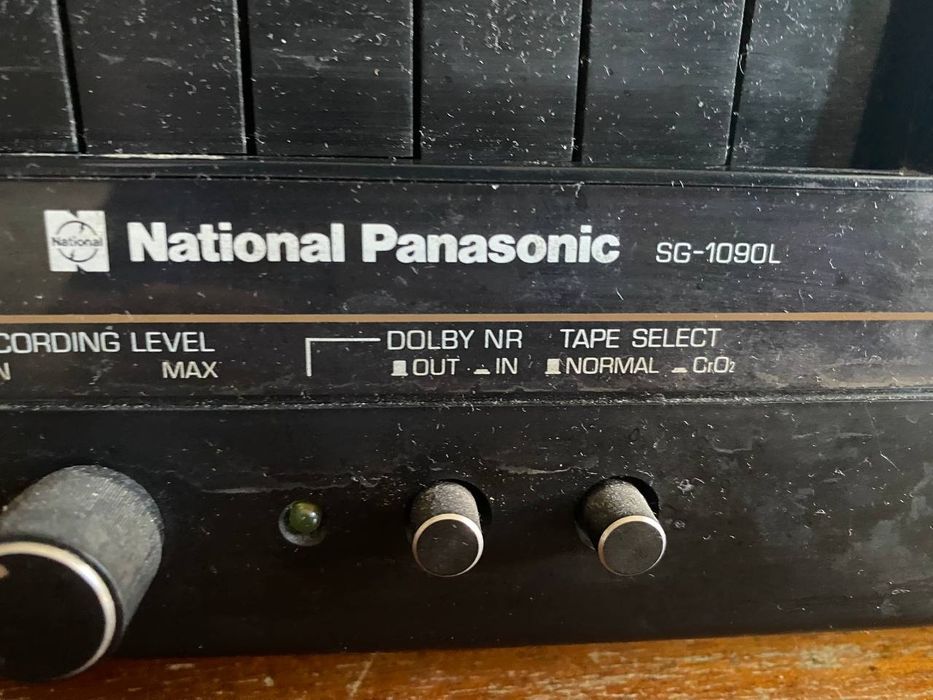 National
National Panasonic SG-1090L
CORDING LEVEL
N MAX
DOLBY NR TAPE SELECT
OUT IN NORMAL CrO₂